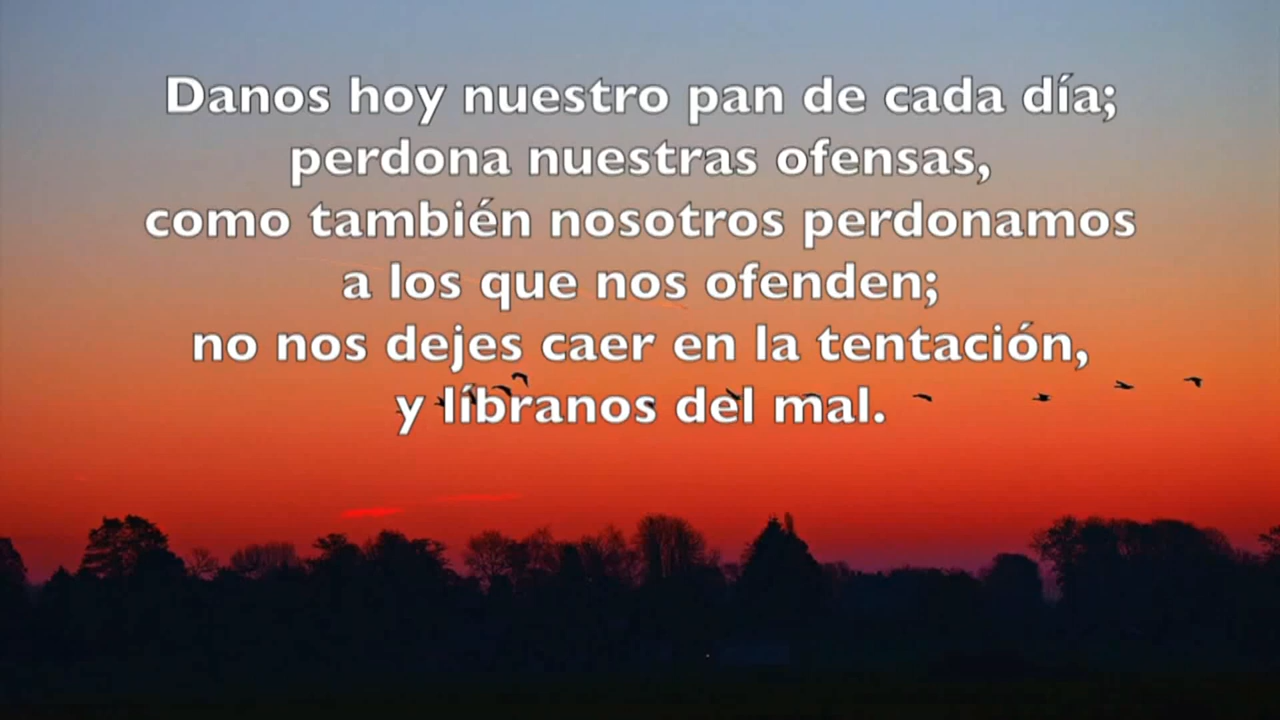 Danos hoy nuestro pan de cada día;
perdona nuestras ofensas,
como también nosotros perdonamos
a los que nos ofenden;
no nos dejes caer en la tentación,
y líbranos del mal.